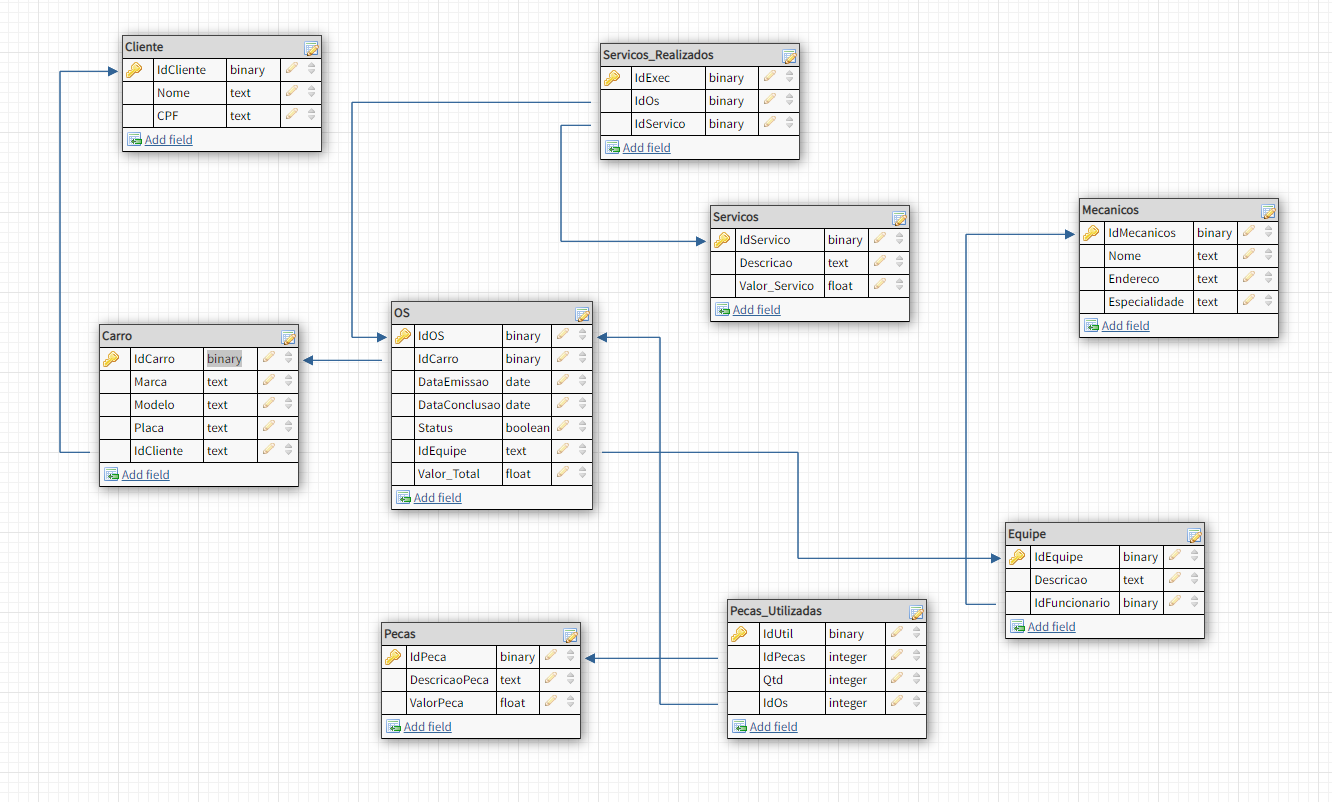 Cliente
IdCliente binary
Nome text
CPF text
Add field
Servicos_Realizados
IdExec binary
IdOs binary
IdServico binary
Add field
Servicos
IdServico binary
Descricao text
Valor_Servico float
Add field
Mecanicos
IdMecanicos binary
Nome text
Endereco text
Especialidade text
Add field
Carro
IdCarro binary
Marca text
Modelo text
Placa text
IdCliente text
Add field
OS
IdOS binary
IdCarro binary
DataEmissao date
DataConclusao date
Status boolean
IdEquipe text
Valor_Total float
Add field
Equipe
IdEquipe binary
Descricao text
IdFuncionario binary
Add field
Pecas
IdPeca binary
DescricaoPeca text
ValorPeca float
Add field
Pecas_Utilizadas
IdUtil binary
IdPecas integer
Qtd integer
IdOs integer
Add field